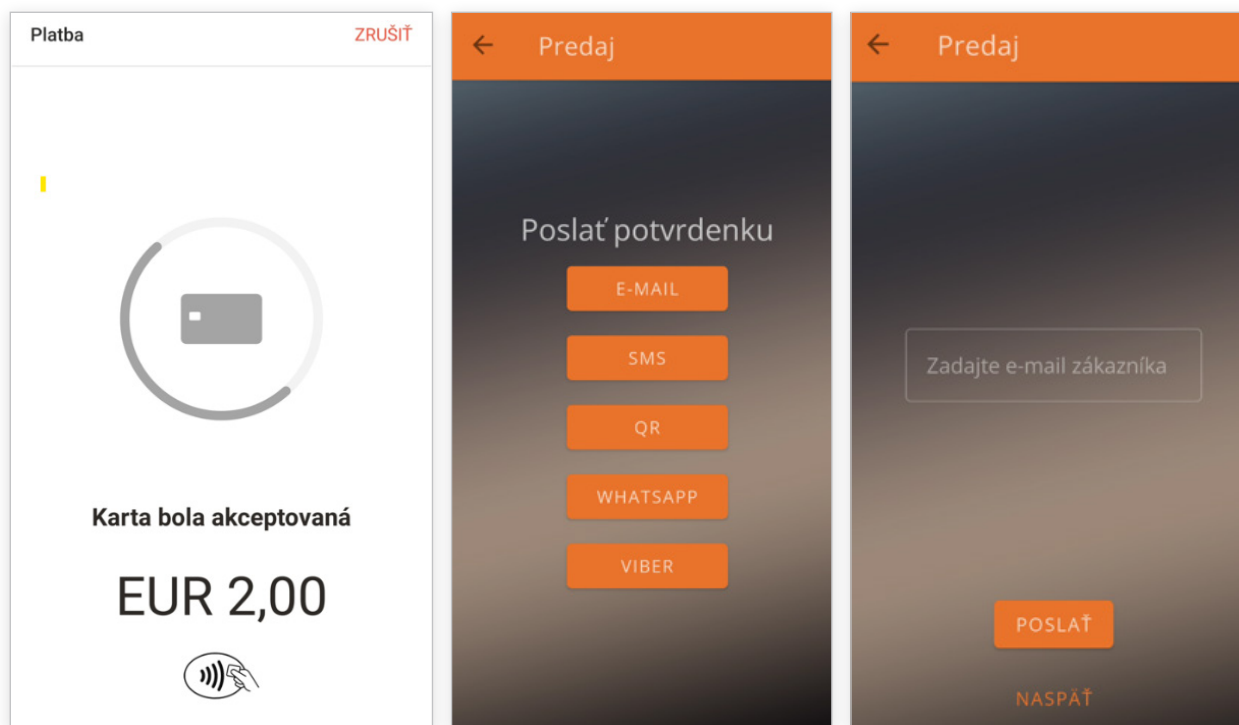 Platba
ZRUŠIŤ
Karta bola akceptovaná
EUR 2,00
Predaj
Poslať potvrdenku
E-MAIL
SMS
QR
WHATSAPP
VIBER
Predaj
Zadajte e-mail zákazníka
POSLAŤ
NASPÄŤ